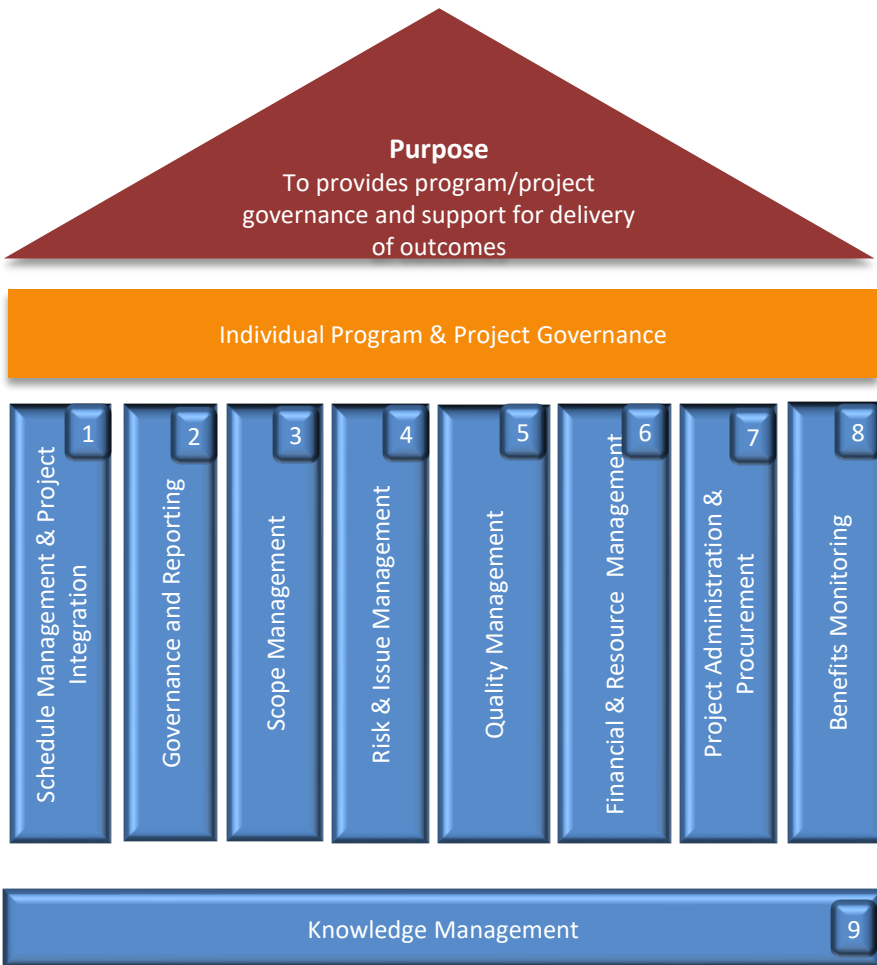 Purpose
To provides program/project
governance and support for delivery
of outcomes
Individual Program & Project Governance
1
Schedule Management & Project
Integration
2
Governance and Reporting
3
Scope Management
4
Risk & Issue Management
5
Quality Management
6
Financial & Resource Management
7
Project Administration &
Procurement
8
Benefits Monitoring
Knowledge Management
9